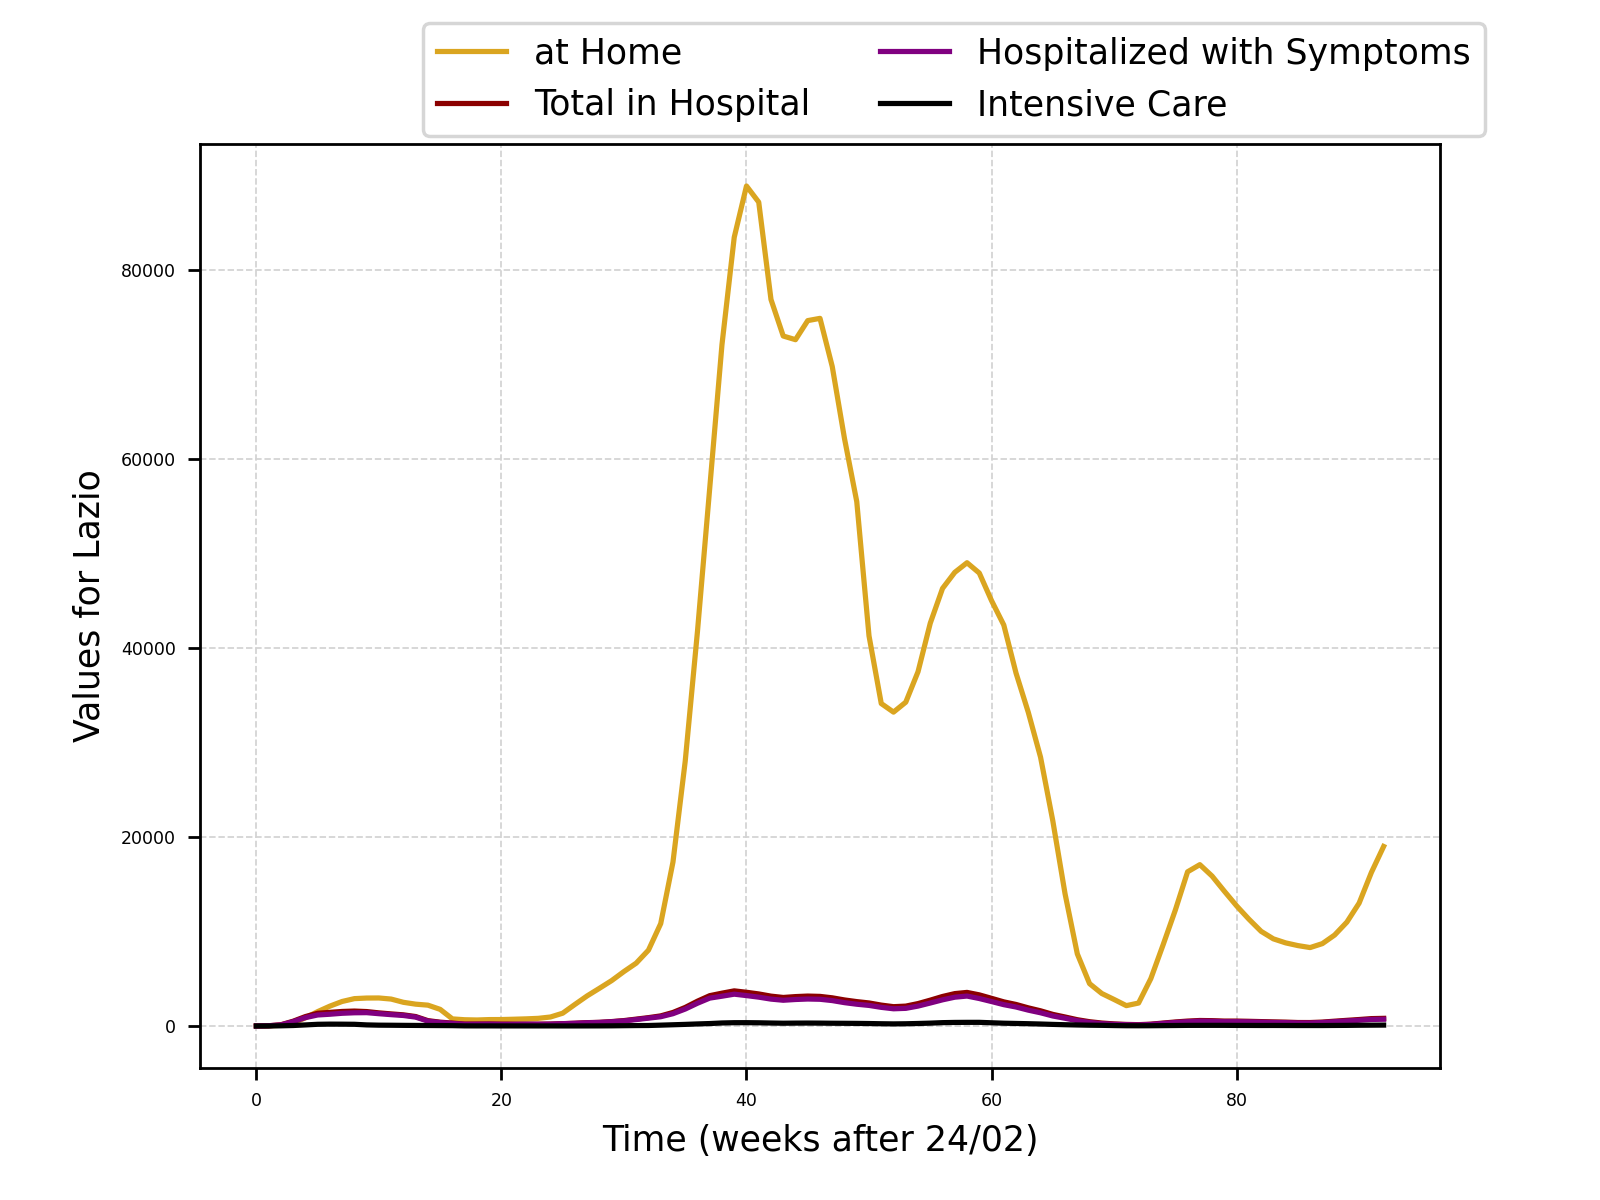 at Home
Total in Hospital
Hospitalized with Symptoms
Intensive Care
80000
60000
40000
20000
0
Values for Lazio
0 20 40 60 80
Time (weeks after 24/02)